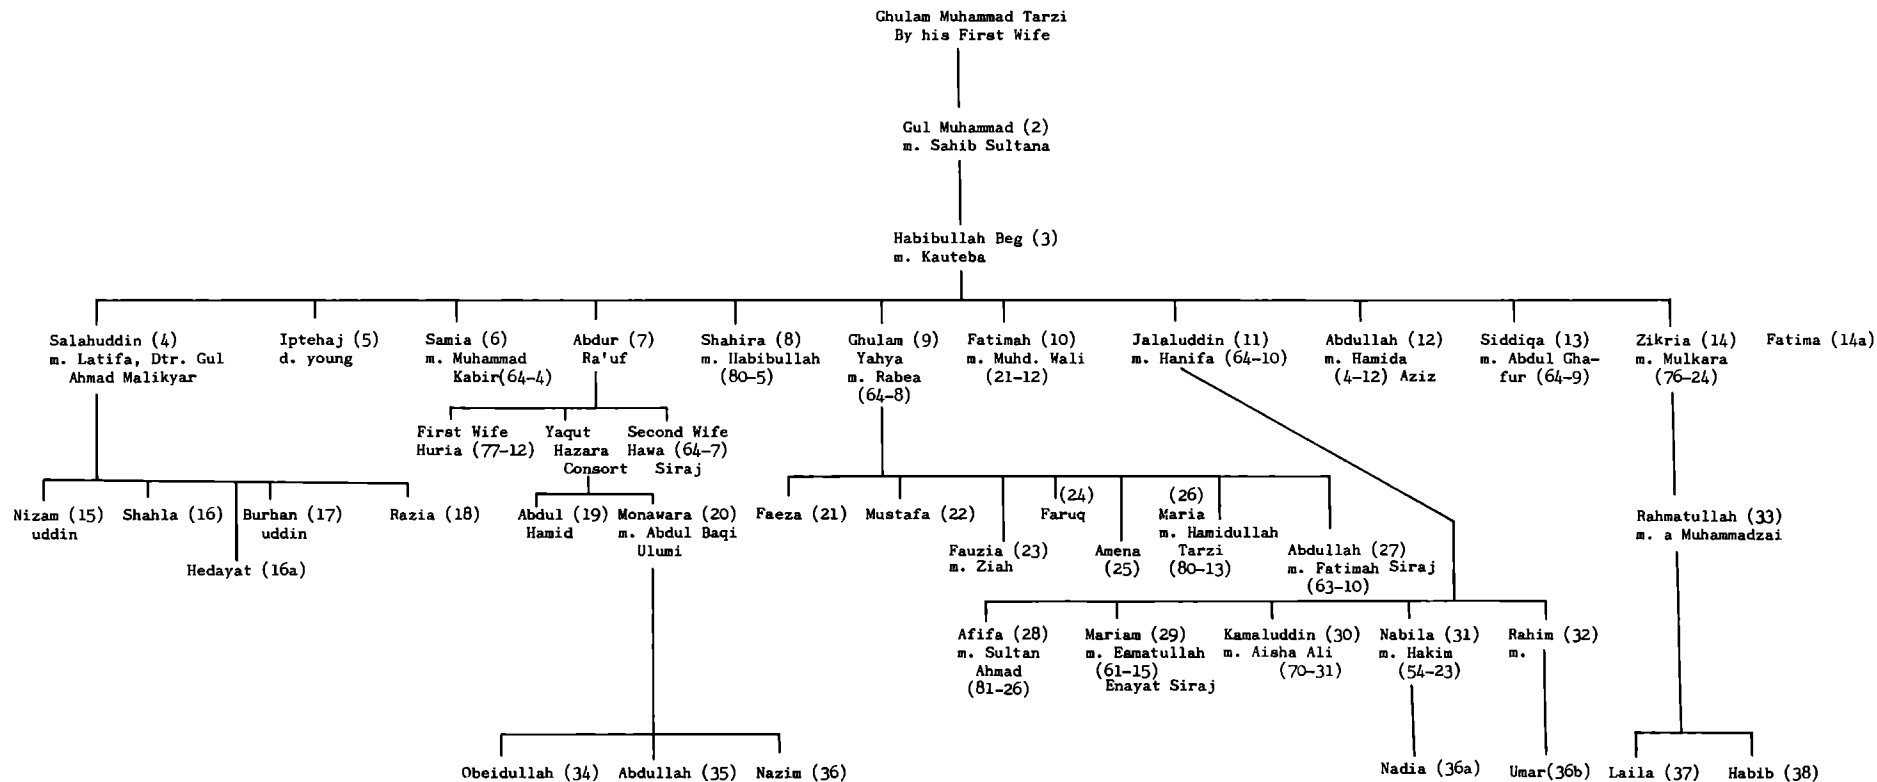 Ghulam Muhammad Tarzi
By his First Wife
Gul Muhammad (2)
m. Sahib Sultana
Habibullah Beg (3)
m. Kauteba
Salahuddin (4)
m. Latifa, Dtr. Gul
Ahmad Malikyar
Iptehaj (5)
d. young
Samia (6)
m. Muhammad
Kabir(64-4)
Abdur (7)
Ra'uf
Shahira (8)
m. Habibullah
(80-5)
Ghulam (9)
Yahya
m. Rabea
(64-8)
Fatimah (10)
m. Muhd. Wali
(21-12)
Jalaluddin (11)
m. Hanifa (64-10)
Abdullah (12)
m. Hamida
(4-12) Aziz
Siddiqa (13)
m. Abdul Gha-
fur (64-9)
Zikria (14)
m. Mulkara
(76-24)
Fatima (14a)
First Wife
Huria (77-12)
Yaqut
Hazara
Consort
Second Wife
Hawa (64-7)
Siraj
Nizam (15)
uddin
Shahla (16)
Hedayat (16a)
Burhan (17)
uddin
Razia (18)
Abdul (19)
Hamid
Monawara (20)
m. Abdul Baqi
Ulumi
Faeza (21)
Mustafa (22)
Fauzia (23)
m. Ziah
(24)
Faruq
Amena
(25)
(26)
Maria
m. Hamidullah
Tarzi
(80-13)
Abdullah (27)
m. Fatimah Siraj
(63-10)
Rahmatullah (33)
m. a Muhammadzai
Afifa (28)
m. Sultan
Ahmad
(81-26)
Mariam (29)
m. Esmatullah
(61-15)
Enayat Siraj
Kamaluddin (30)
m. Aisha Ali
(70-31)
Nabila (31)
m. Hakim
(54-23)
Rahim (32)
m.
Obeidullah (34)
Abdullah (35)
Nazim (36)
Nadia (36a)
Umar(36b)
Laila (37)
Habib (38)